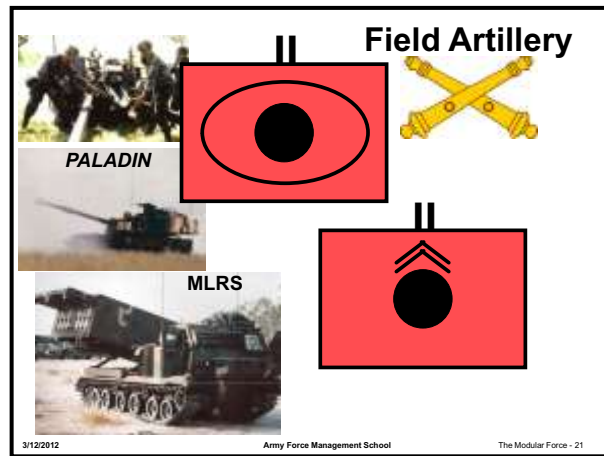 Field Artillery
PALADIN
MLRS
3/12/2012 Army Force Management School The Modular Force - 21